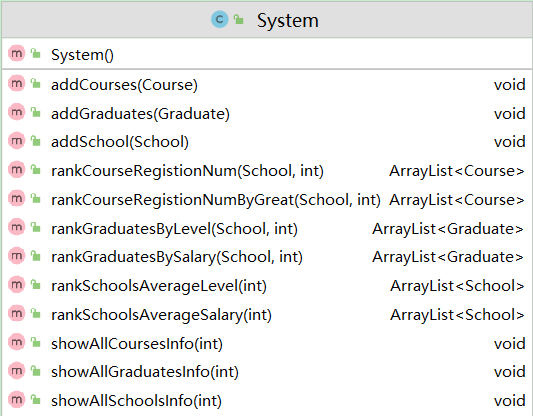 C System
m System()
m addCourses(Course) void
m addGraduates(Graduate) void
m addSchool(School) void
m rankCourseRegistionNum(School, int) ArrayList<Course>
m rankCourseRegistionNumByGreat(School, int) ArrayList<Course>
m rankGraduatesByLevel(School, int) ArrayList<Graduate>
m rankGraduatesBySalary(School, int) ArrayList<Graduate>
m rankSchoolsAverageLevel(int) ArrayList<School>
m rankSchoolsAverageSalary(int) ArrayList<School>
m showAllCoursesInfo(int) void
m showAllGraduatesInfo(int) void
m showAllSchoolsInfo(int) void